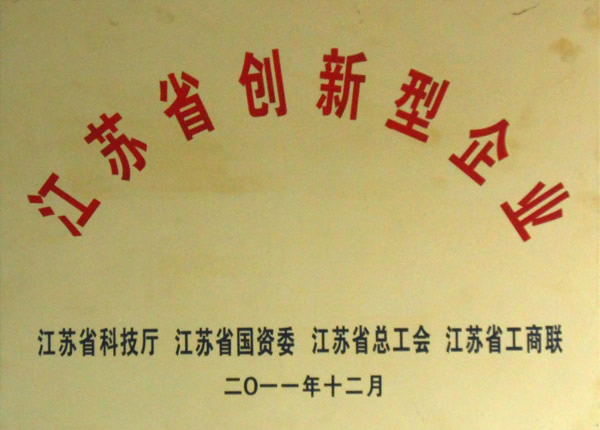 江苏省创新型企业
江苏省科技厅 江苏省国资委 江苏省总工会 江苏省工商联
二O一一年十二月